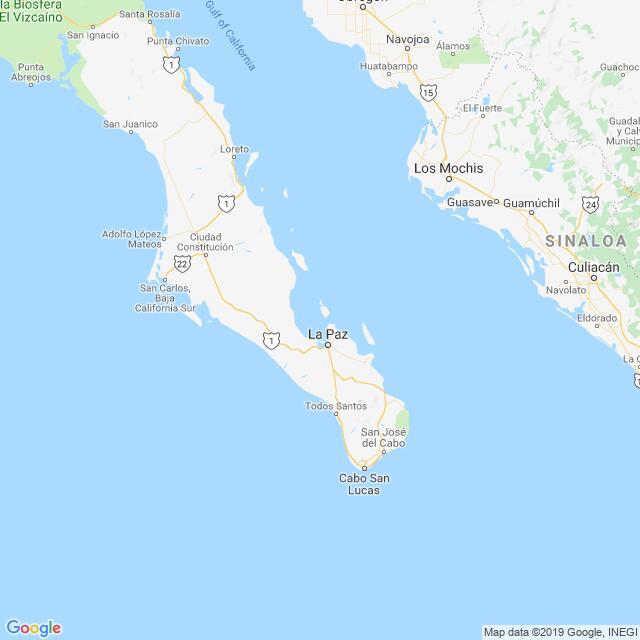 la Biosfera
El Vizcaíno
Santa Rosalía
San Ignacio
Punta Chivato
Gulf of California
Navojoa
Álamos
Huatabampo
Guachoc
Punta
Abreojos
1
15
El Fuerte
San Juanico
Guadal
y Calv
Municip
Loreto
Los Mochis
Guasave
Guamúchil
24
1
Adolfo López
Mateos
Ciudad
Constitución
SINALOA
22
Culiacán
San Carlos,
Baja
California Sur
Navolato
Eldorado
La Paz
1
La C
1
Todos Santos
San José
del Cabo
Cabo San
Lucas
Google
Map data ©2019 Google, INEGI